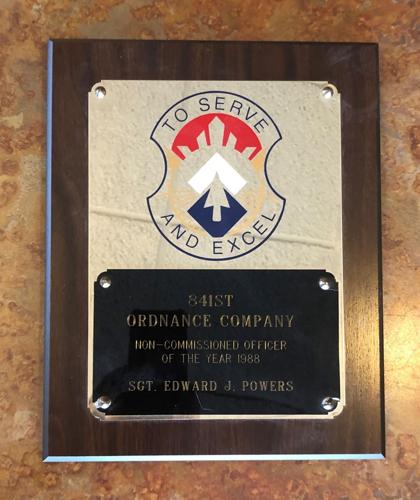 TO SERVE
AND EXCEL
841ST
ORDNANCE COMPANY
NON-COMMISSIONED OFFICER
OF THE YEAR 1988
SGT. EDWARD J. POWERS